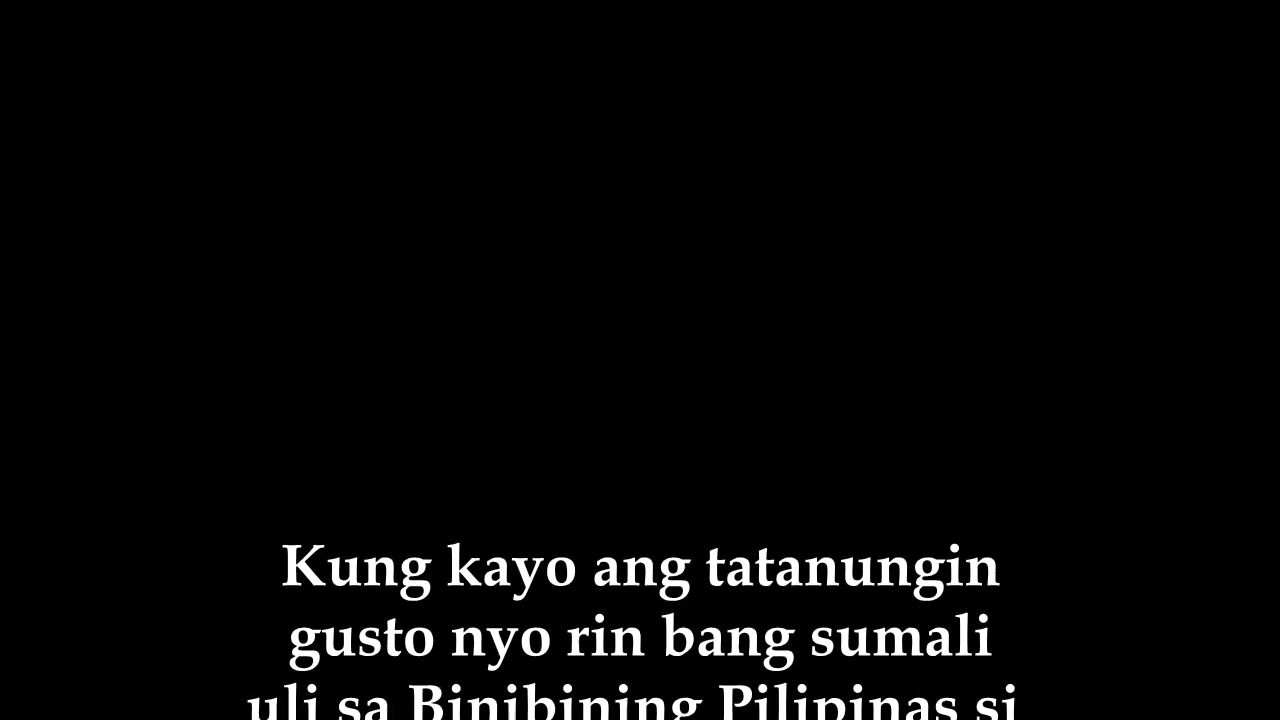 Kung kayo ang tatanungin
gusto nyo rin bang sumali
uli sa Binibining Pilipinas si